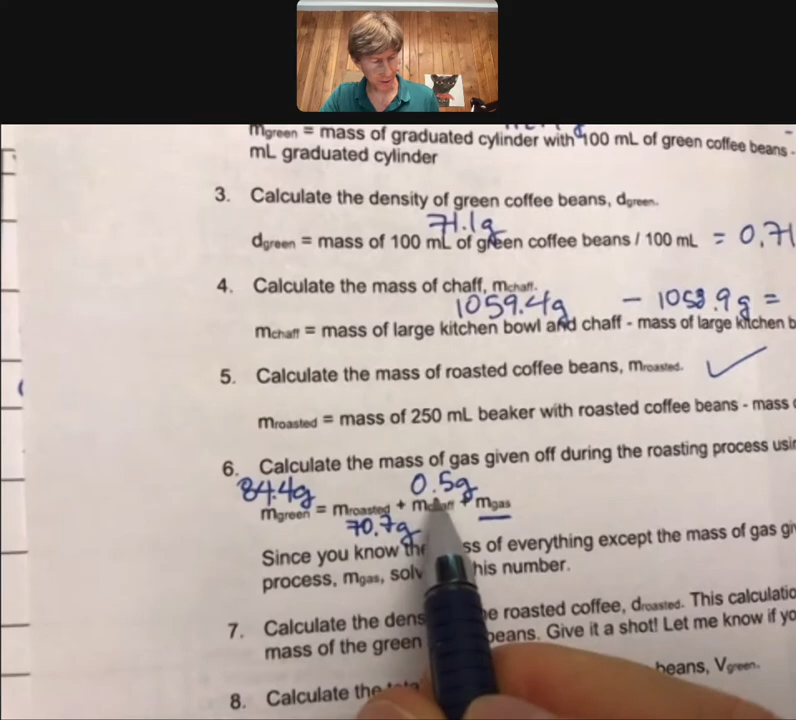 mgreen = mass of graduated cylinder with 100 mL of green coffee beans -
mL graduated cylinder
3. Calculate the density of green coffee beans, dgreen.
71.1g
dgreen = mass of 100 mL of green coffee beans / 100 mL = 0.71
4. Calculate the mass of chaff, mchaff.
1059.4g - 1058.9g =
mchaff = mass of large kitchen bowl and chaff - mass of large kitchen b
5. Calculate the mass of roasted coffee beans, mroasted.
mroasted = mass of 250 mL beaker with roasted coffee beans - mass
6. Calculate the mass of gas given off during the roasting process usin
84.4g 0.5g
mgreen = mroasted + + mgas
70.7g
Since you know the of everything except the mass of gas gi
process, mgas, his number.
7. Calculate the roasted coffee, droasted. This calculatio
mass of the green beans. Give it a shot! Let me know if yo
8. Calculate the beans, Vgreen.